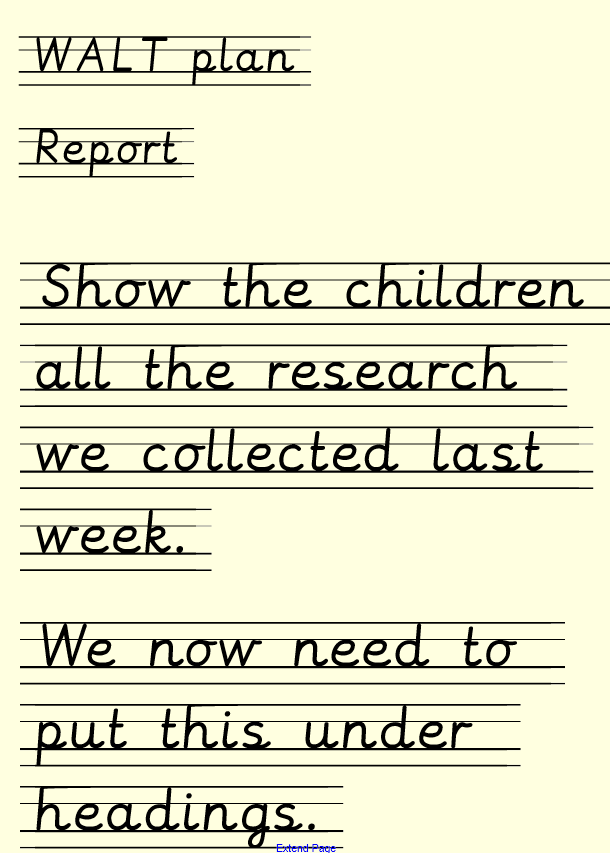 WALT plan
Report
Show the children
all the research
we collected last
week.
We now need to
put this under
headings.
Extend Page